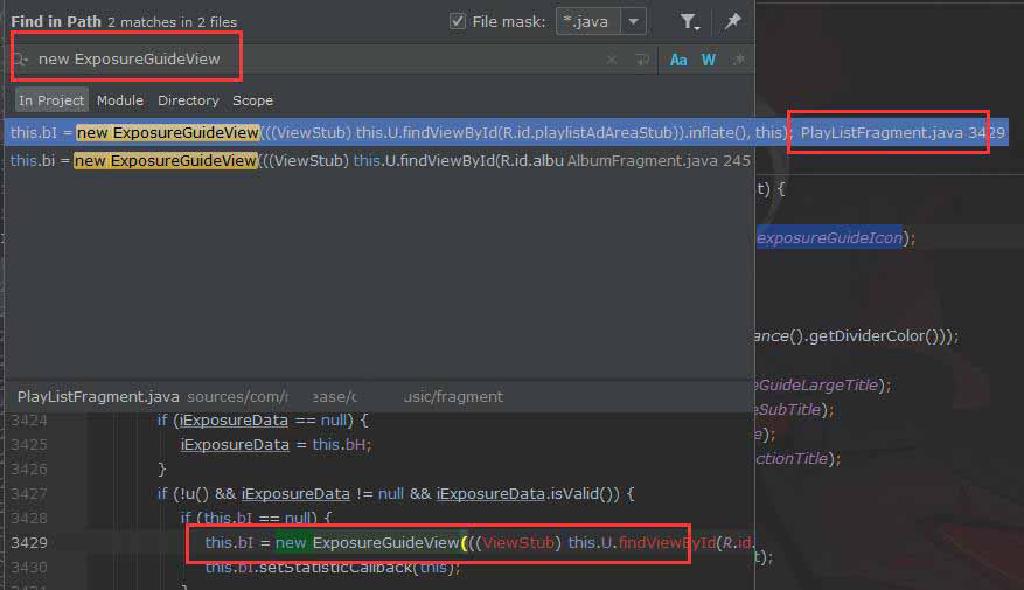 Find in Path 2 matches in 2 files
File mask: *.java
new ExposureGuideView
Aa W .*
In Project Module Directory Scope
this.bI = new ExposureGuideView(((ViewStub) this.U.findViewById(R.id.playlistAdAreaStub)).inflate(), this); PlayListFragment.java 3429
this.bi = new ExposureGuideView(((ViewStub) this.U.findViewById(R.id.albu AlbumFragment.java 245
t) {
exposureGuideIcon);
ance().getDividerColor()));
eGuideLargeTitle);
eSubTitle);
e);
ctionTitle);
PlayListFragment.java sources/com/ ease/ usic/fragment
3424 if (iExposureData == null) {
3425 iExposureData = this.bH;
3426 }
3427 if (!u() && iExposureData != null && iExposureData.isValid()) {
3428 if (this.bI == null) {
3429 this.bI = new ExposureGuideView(((ViewStub) this.U.findViewById(R.id.
3430 this.bI.setStatisticCallback(this);
t);